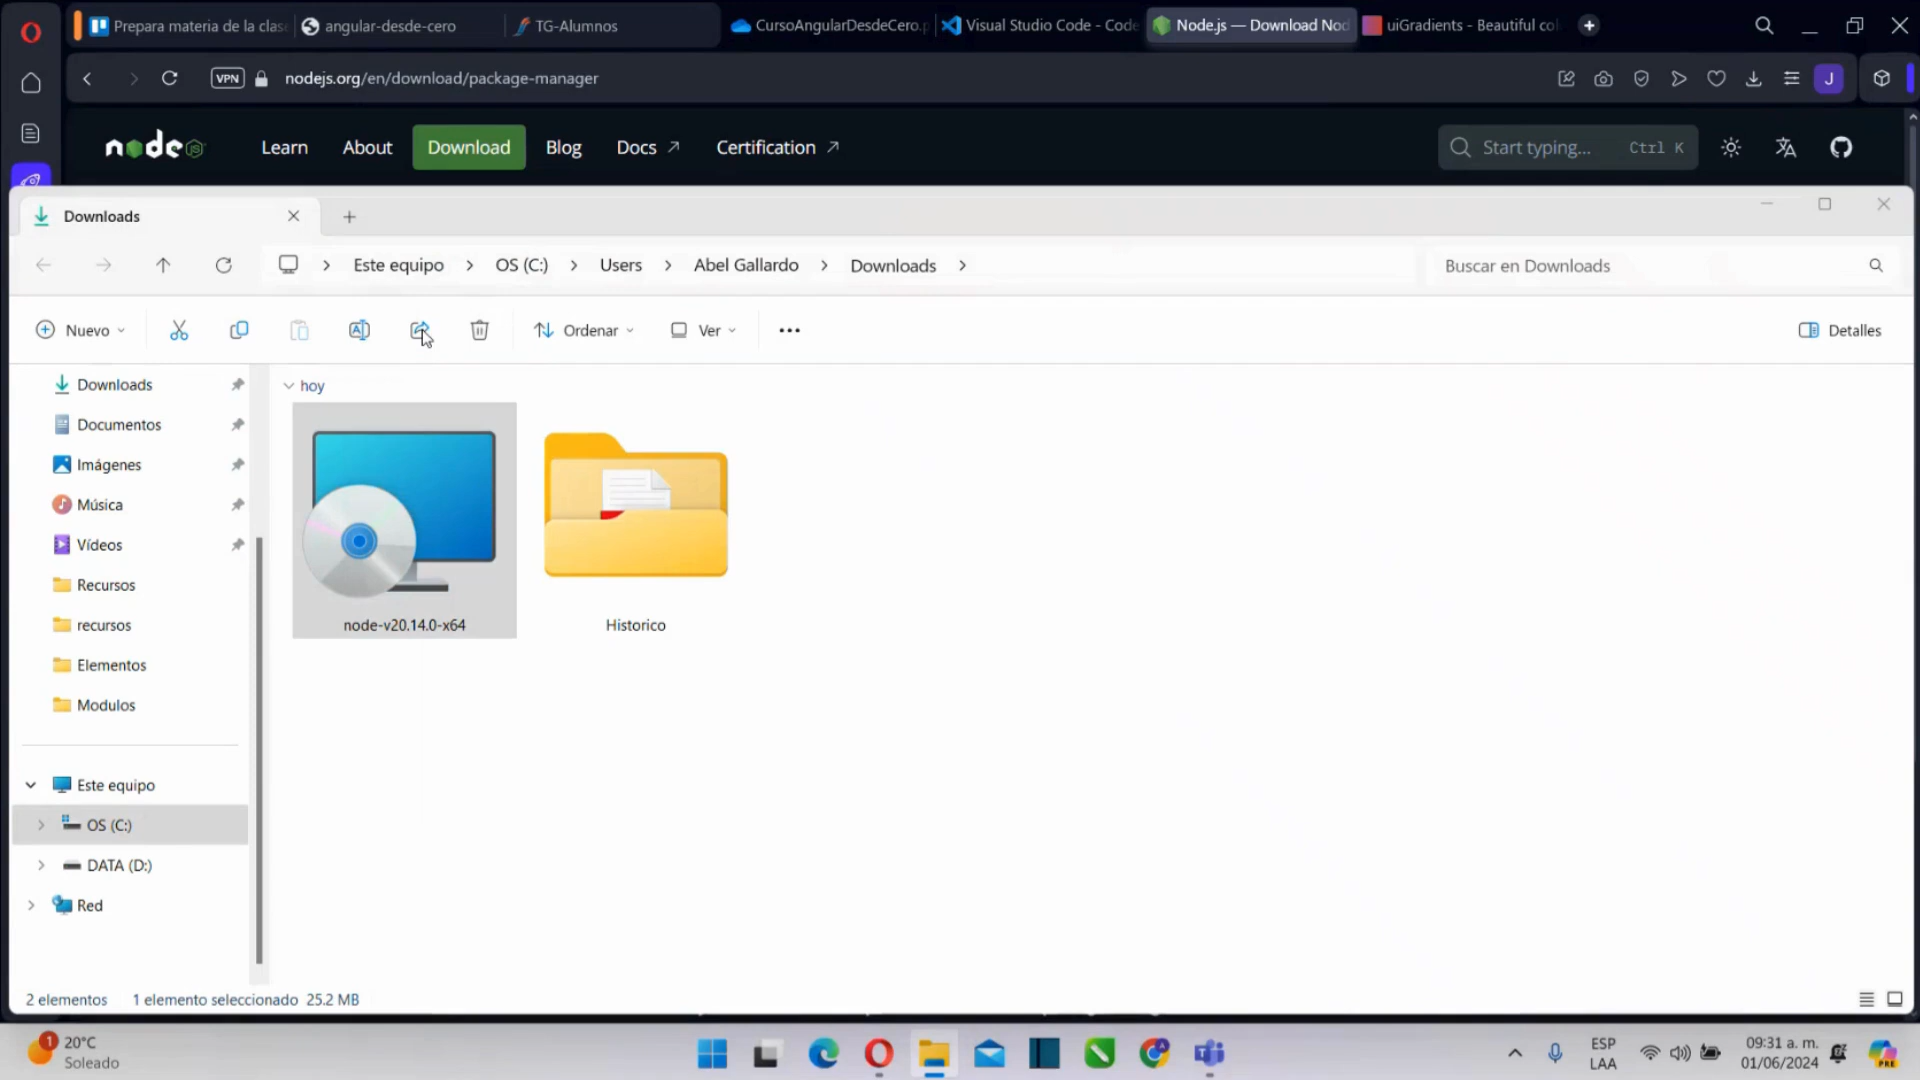 Prepara materia de la clase
angular-desde-cero
TG-Alumnos
CursoAngularDesdeCero.p
Visual Studio Code - Code
Node.js — Download Nod
uiGradients - Beautiful col
VPN
nodejs.org/en/download/package-manager
J
node JS
Learn
About
Download
Blog
Docs
Certification
Start typing...
Ctrl K
Downloads
Este equipo
OS (C:)
Users
Abel Gallardo
Downloads
Buscar en Downloads
Nuevo
Ordenar
Ver
Detalles
Downloads
Documentos
Imágenes
Música
Vídeos
Recursos
recursos
Elementos
Modulos
Este equipo
OS (C:)
DATA (D:)
Red
hoy
node-v20.14.0-x64
Historico
2 elementos
1 elemento seleccionado 25.2 MB
1
20°C
Soleado
A
ESP
LAA
09:31 a. m.
01/06/2024
PRE